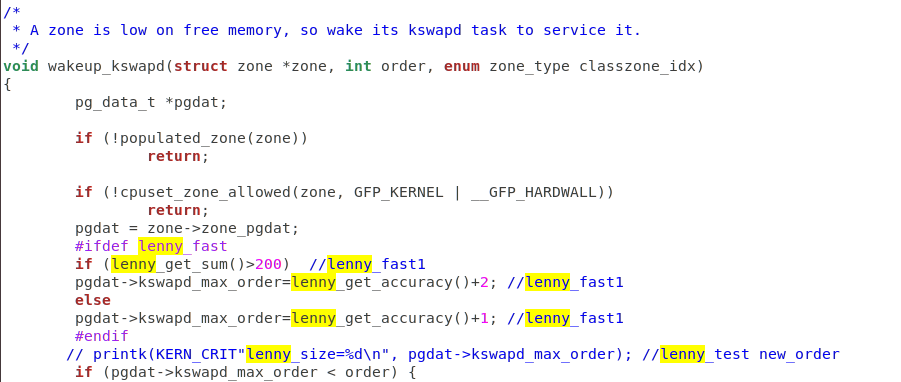 /*
 * A zone is low on free memory, so wake its kswapd task to service it.
 */
void wakeup_kswapd(struct zone *zone, int order, enum zone_type classzone_idx)
{
        pg_data_t *pgdat;

        if (!populated_zone(zone))
                return;

        if (!cpuset_zone_allowed(zone, GFP_KERNEL | __GFP_HARDWALL))
                return;
        pgdat = zone->zone_pgdat;
        #ifdef lenny_fast
        if (lenny_get_sum()>200)  //lenny_fast1
        pgdat->kswapd_max_order=lenny_get_accuracy()+2; //lenny_fast1
        else
        pgdat->kswapd_max_order=lenny_get_accuracy()+1; //lenny_fast1
        #endif
       // printk(KERN_CRIT"lenny_size=%d\n", pgdat->kswapd_max_order); //lenny_test new_order
        if (pgdat->kswapd_max_order < order) {